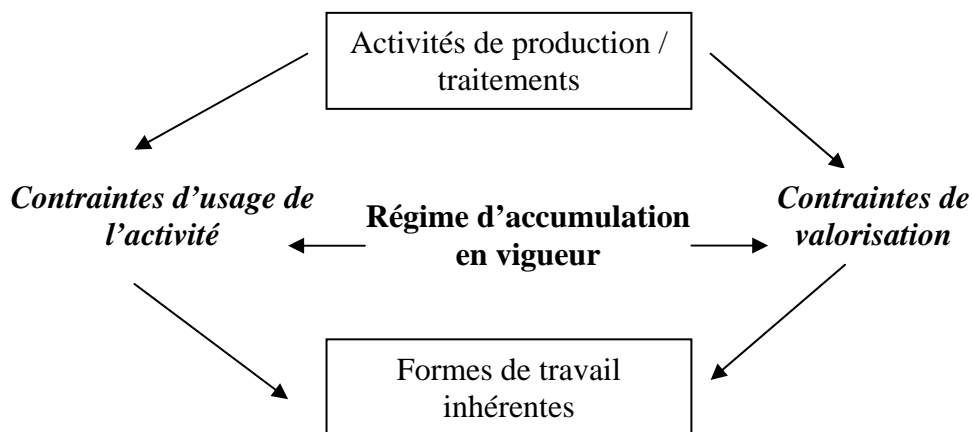 Activités de production /
traitements
Contraintes d’usage de
l’activité
Régime d’accumulation
en vigueur
Contraintes de
valorisation
Formes de travail
inhérentes